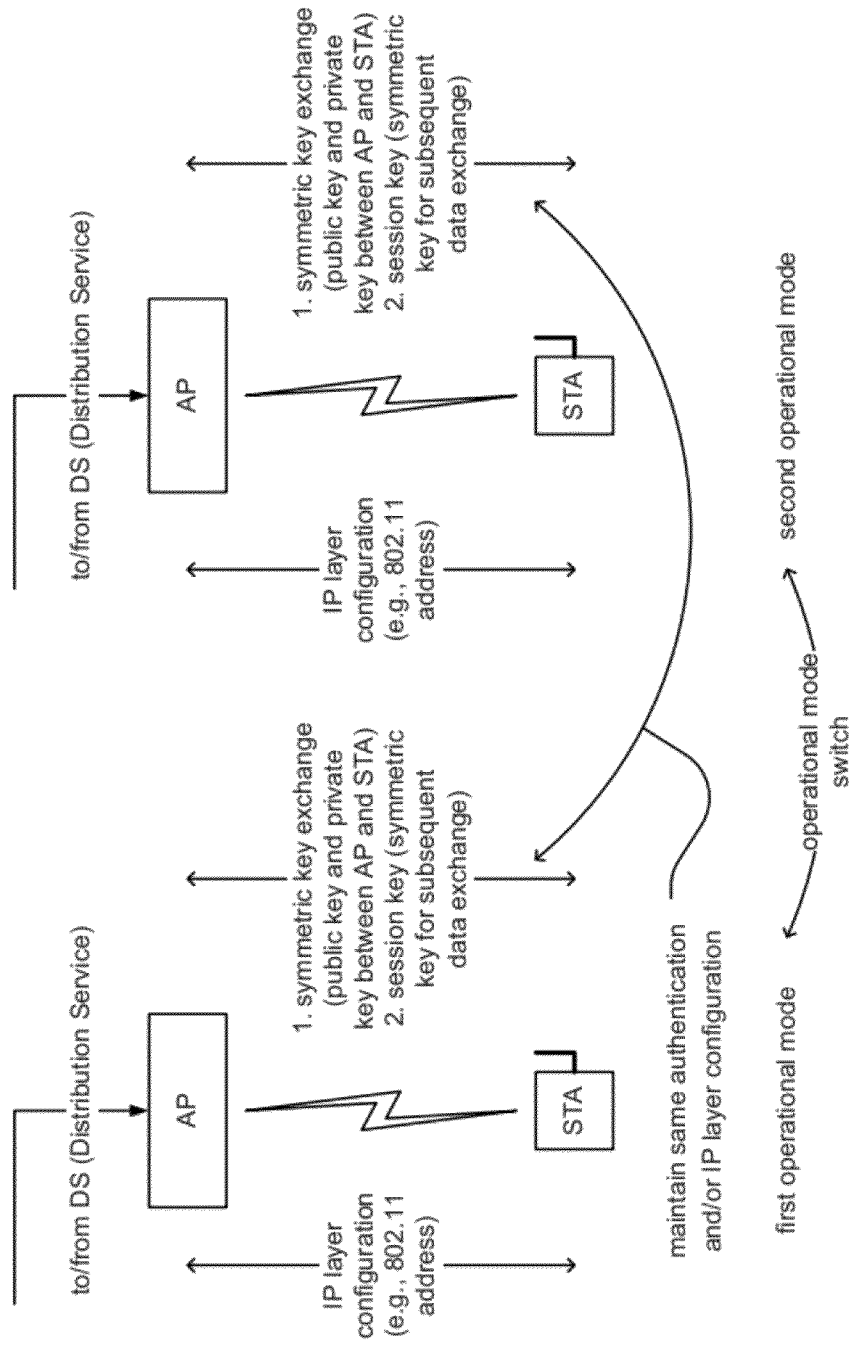 to/from DS (Distribution Service)
AP
IP layer
configuration
(e.g., 802.11
address)
1. symmetric key exchange
(public key and private
key between AP and STA)
2. session key (symmetric
key for subsequent
data exchange)
STA
to/from DS (Distribution Service)
AP
IP layer
configuration
(e.g., 802.11
address)
1. symmetric key exchange
(public key and private
key between AP and STA)
2. session key (symmetric
key for subsequent
data exchange)
STA
maintain same authentication
and/or IP layer configuration
first operational mode
second operational mode
operational mode
switch